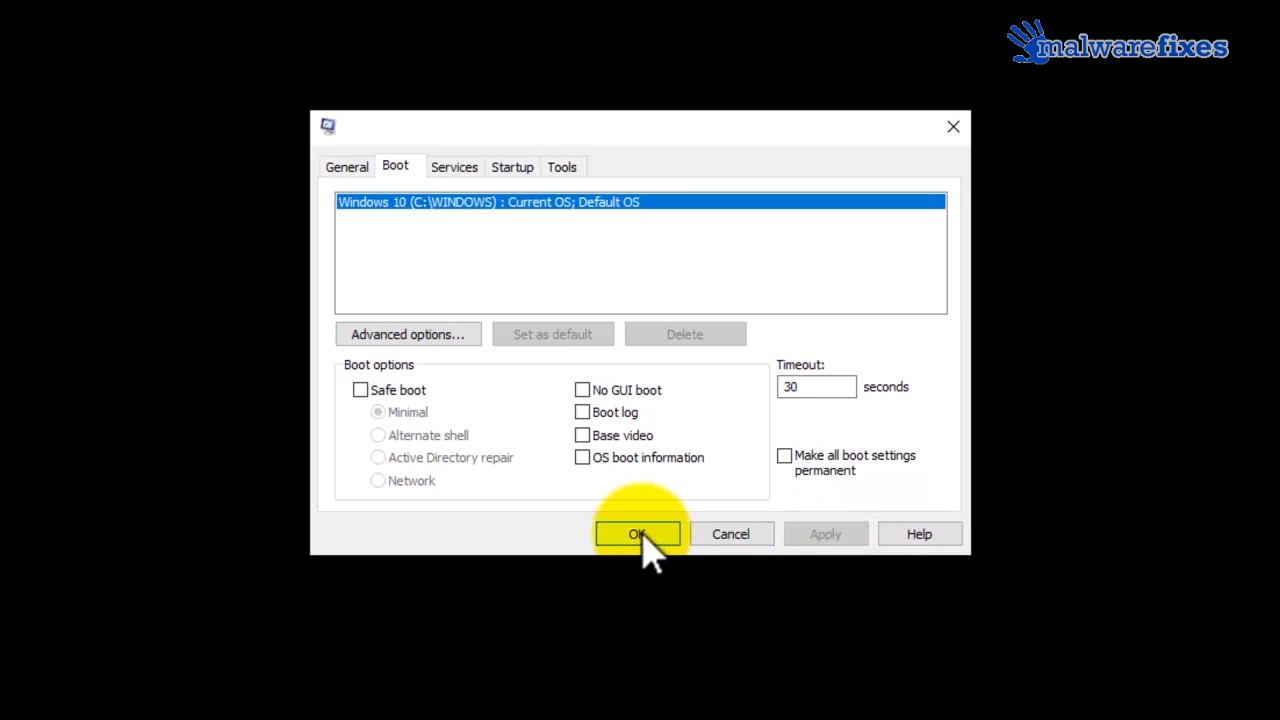 malwarefixes
General Boot Services Startup Tools
Windows 10 (C:\WINDOWS) : Current OS; Default OS
Advanced options... Set as default Delete
Boot options
Safe boot
Minimal
Alternate shell
Active Directory repair
Network
No GUI boot
Boot log
Base video
OS boot information
Timeout:
30 seconds
Make all boot settings
permanent
OK Cancel Apply Help